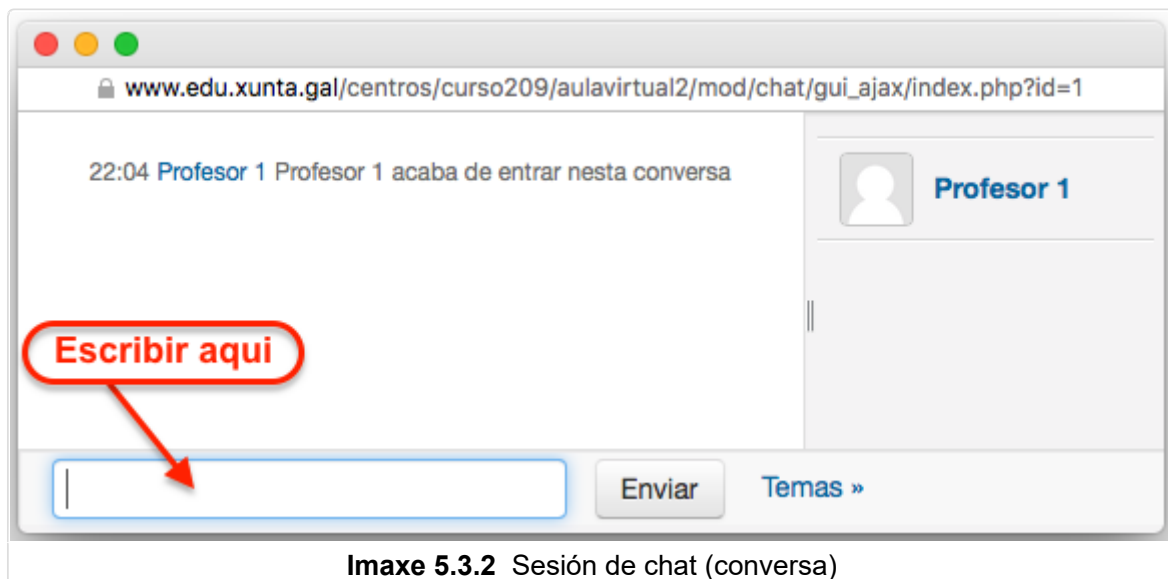 www.edu.xunta.gal/centros/curso209/aulavirtual2/mod/chat/gui_ajax/index.php?id=1
22:04 Profesor 1 Profesor 1 acaba de entrar nesta conversa
Profesor 1
Escribir aqui
Enviar
Temas »
Imaxe 5.3.2 Sesión de chat (conversa)